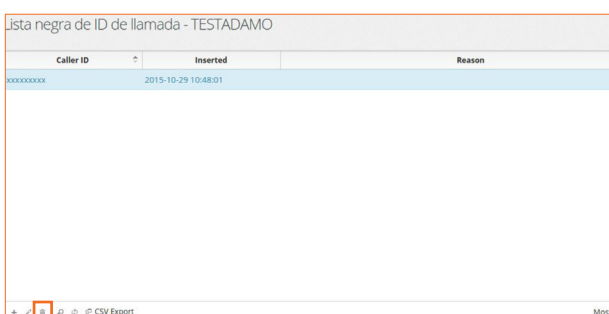 Lista negra de ID de llamada - TESTADAMO
Caller ID Inserted Reason
xxxxxxxxx 2015-10-29 10:48:01
CSV Export Mos